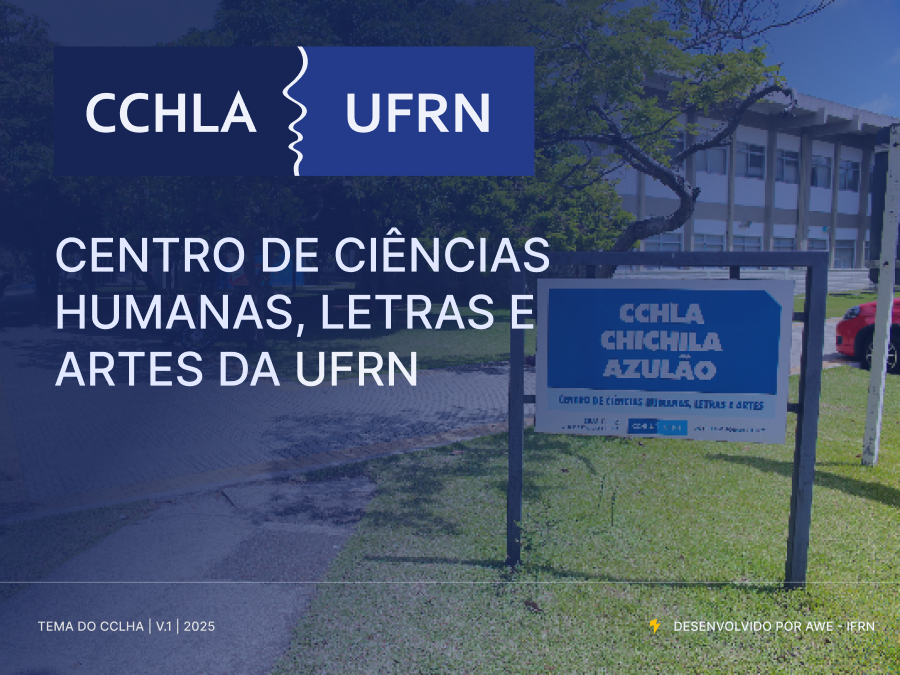 CCHLA UFRN
CENTRO DE CIÊNCIAS
HUMANAS, LETRAS E
ARTES DA UFRN
CCHLA
CHICHILA
AZULÃO
CENTRO DE CIÊNCIAS HUMANAS, LETRAS E ARTES
TEMA DO CCLHA | V.1 | 2025
DESENVOLVIDO POR AWE - IFRN